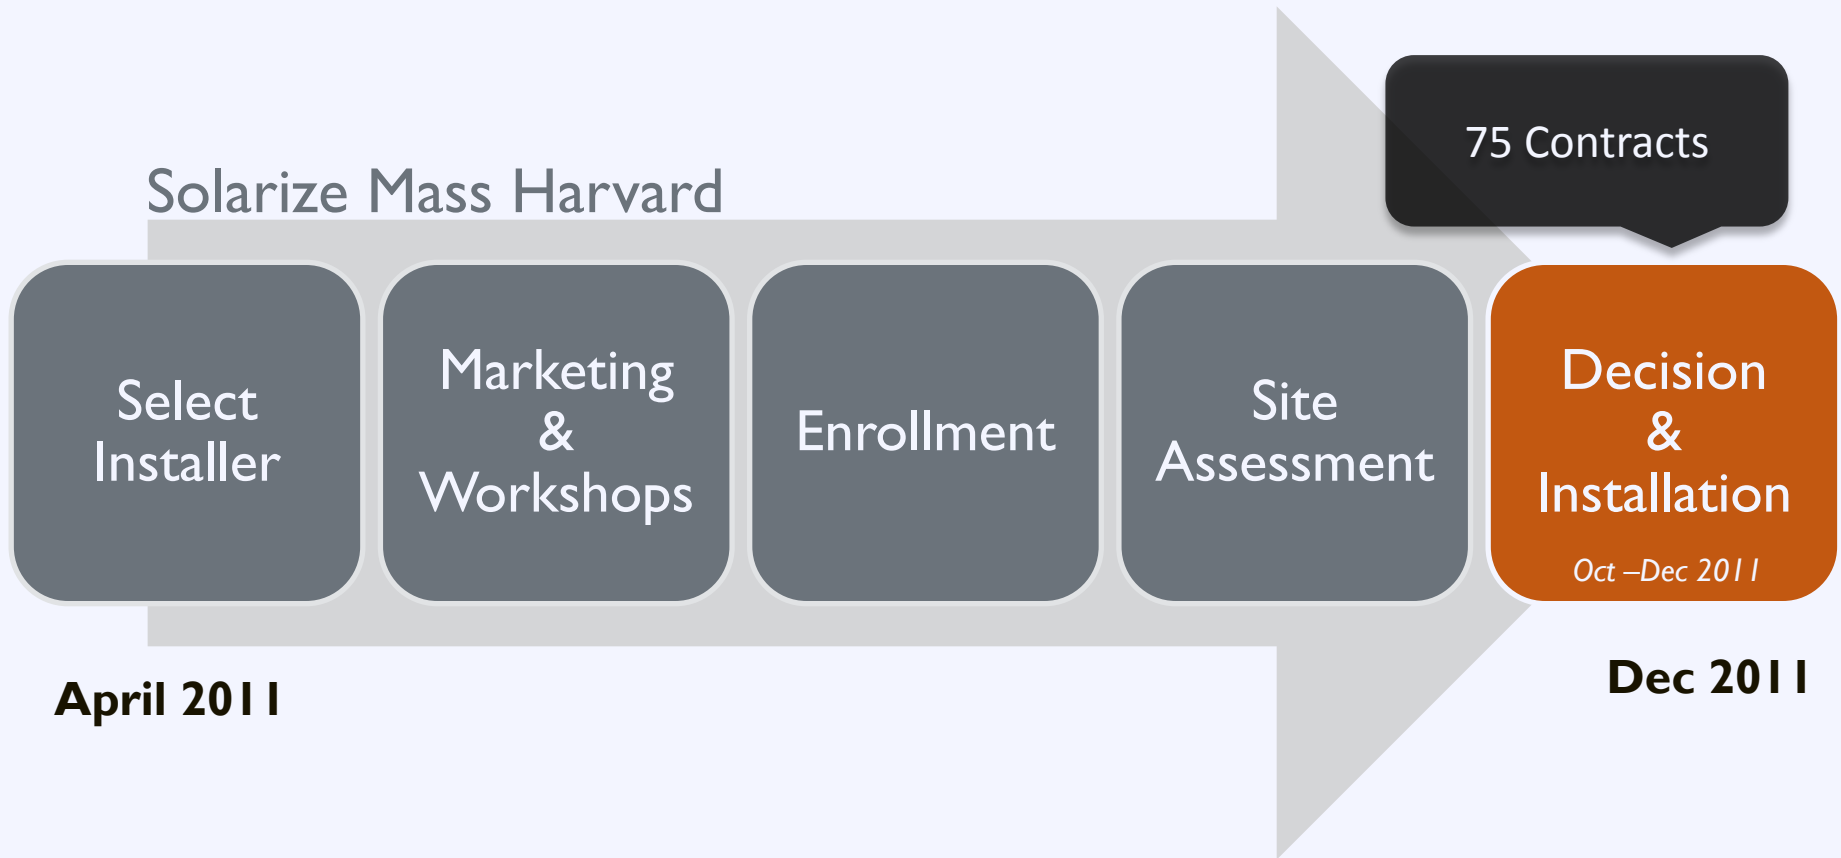 75 Contracts
Solarize Mass Harvard
Select
Installer
Marketing
&
Workshops
Enrollment
Site
Assessment
Decision
&
Installation
Oct –Dec 2011
April 2011
Dec 2011